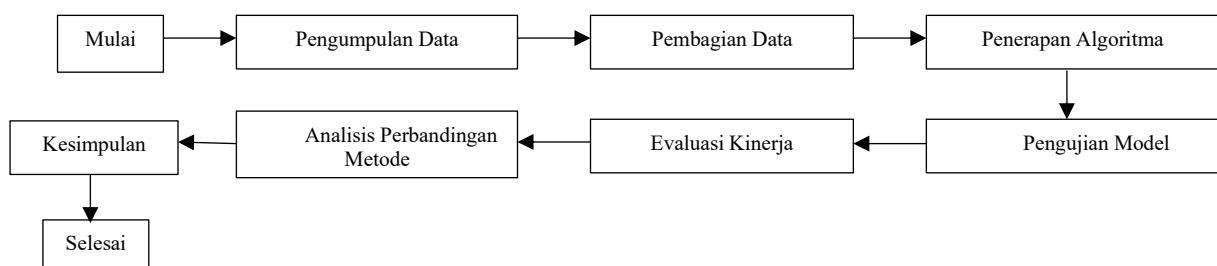 Mulai
Pengumpulan Data
Pembagian Data
Penerapan Algoritma
Pengujian Model
Evaluasi Kinerja
Analisis Perbandingan
Metode
Kesimpulan
Selesai